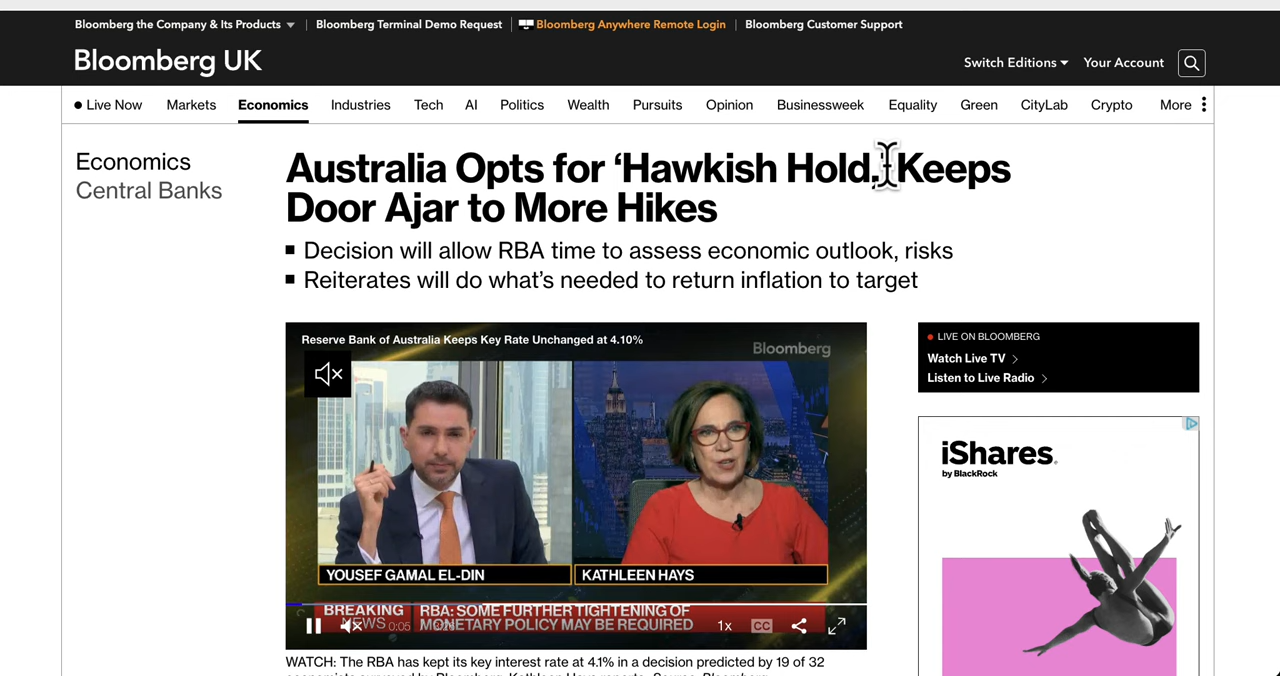 Bloomberg the Company & Its Products
Bloomberg Terminal Demo Request
Bloomberg Anywhere Remote Login
Bloomberg Customer Support
Bloomberg UK
Switch Editions
Your Account
Live Now Markets Economics Industries Tech AI Politics Wealth Pursuits Opinion Businessweek Equality Green CityLab Crypto More
Economics
Central Banks
Australia Opts for ‘Hawkish Hold,’ Keeps
Door Ajar to More Hikes
Decision will allow RBA time to assess economic outlook, risks
Reiterates will do what’s needed to return inflation to target
Reserve Bank of Australia Keeps Key Rate Unchanged at 4.10%
Bloomberg
YOUSEF GAMAL EL-DIN
KATHLEEN HAYS
BREAKING NEWS
RBA: SOME FURTHER TIGHTENING OF
MONETARY POLICY MAY BE REQUIRED
0:05
1x
CC
WATCH: The RBA has kept its key interest rate at 4.1% in a decision predicted by 19 of 32
LIVE ON BLOOMBERG
Watch Live TV
Listen to Live Radio
iShares
by BlackRock